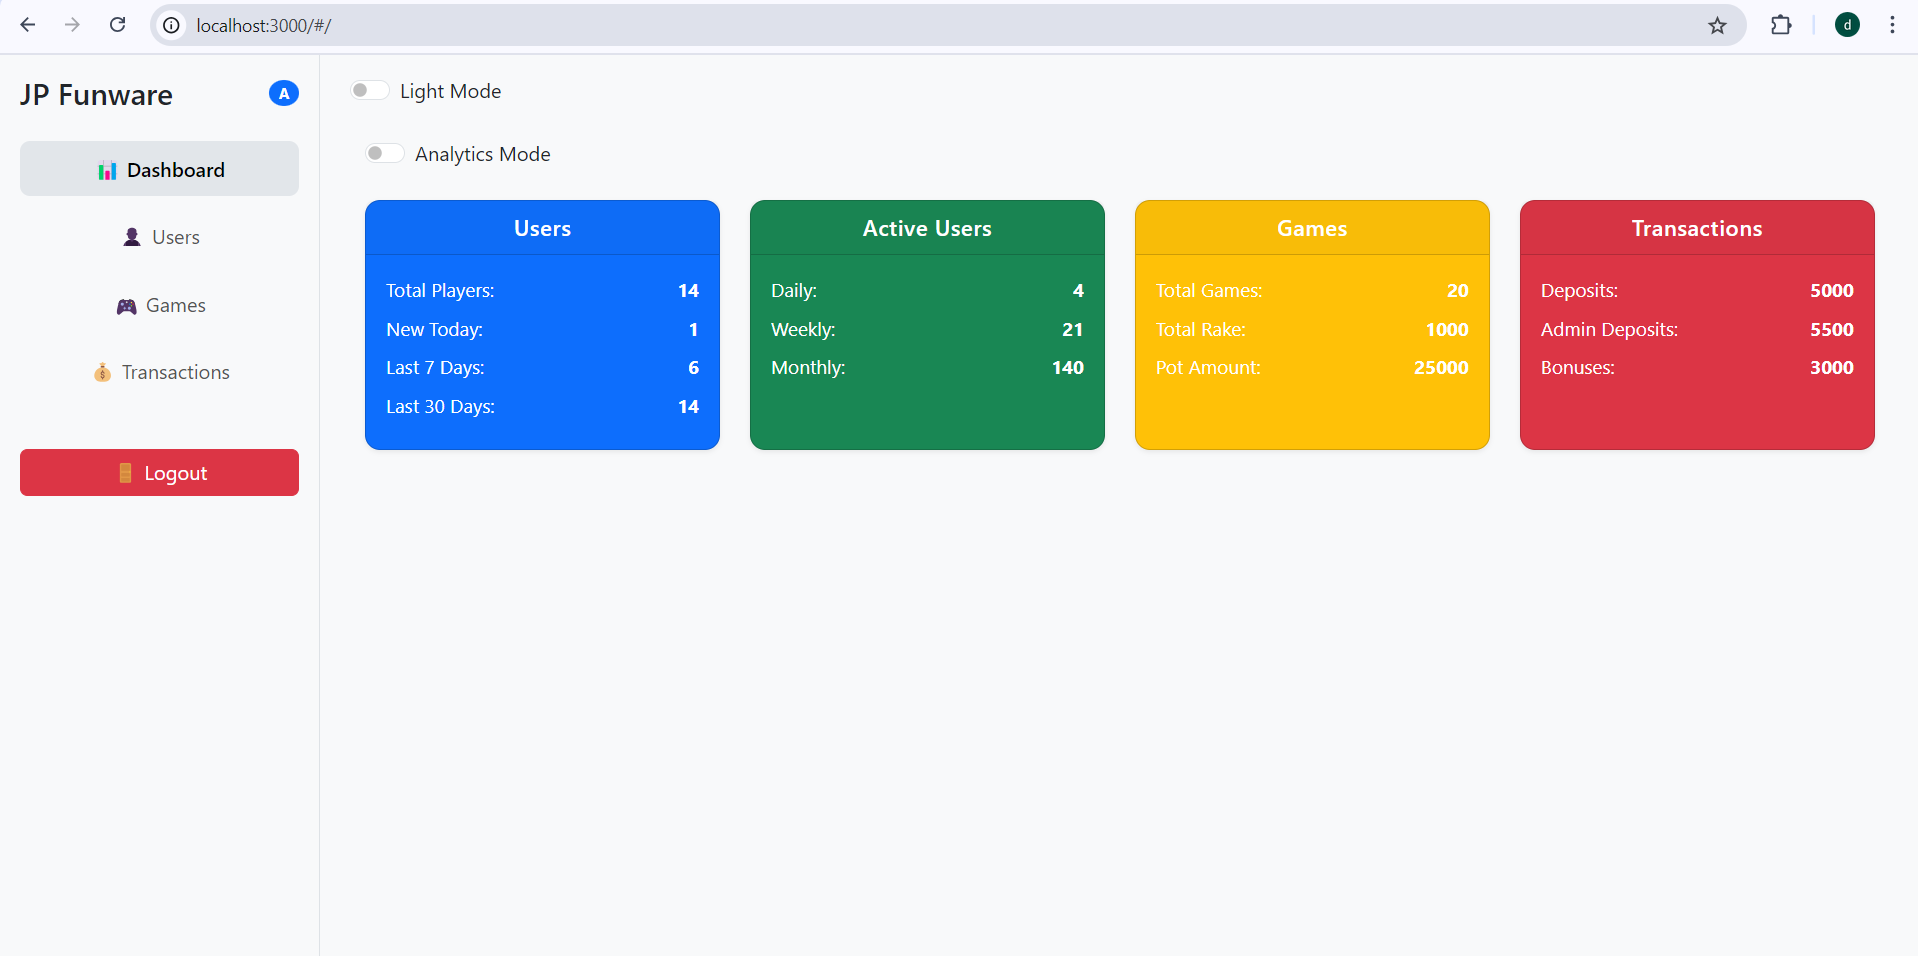 localhost:3000/#/
d
JP Funware
A
Dashboard
Users
Games
Transactions
Logout
Light Mode
Analytics Mode
Users
Total Players: 14
New Today: 1
Last 7 Days: 6
Last 30 Days: 14
Active Users
Daily: 4
Weekly: 21
Monthly: 140
Games
Total Games: 20
Total Rake: 1000
Pot Amount: 25000
Transactions
Deposits: 5000
Admin Deposits: 5500
Bonuses: 3000